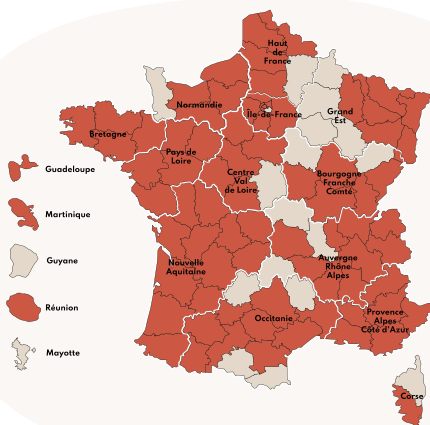 Haut
de
France
Normandie
Île-de-France
Grand
Est
Bretagne
Pays de
Loire
Centre
Val
de Loire
Bourgogne
Franche
Comté
Guadeloupe
Martinique
Guyane
Nouvelle
Aquitaine
Auvergne
Rhône
Alpes
Réunion
Occitanie
Provence
Alpes
Côte d'Azur
Mayotte
Corse